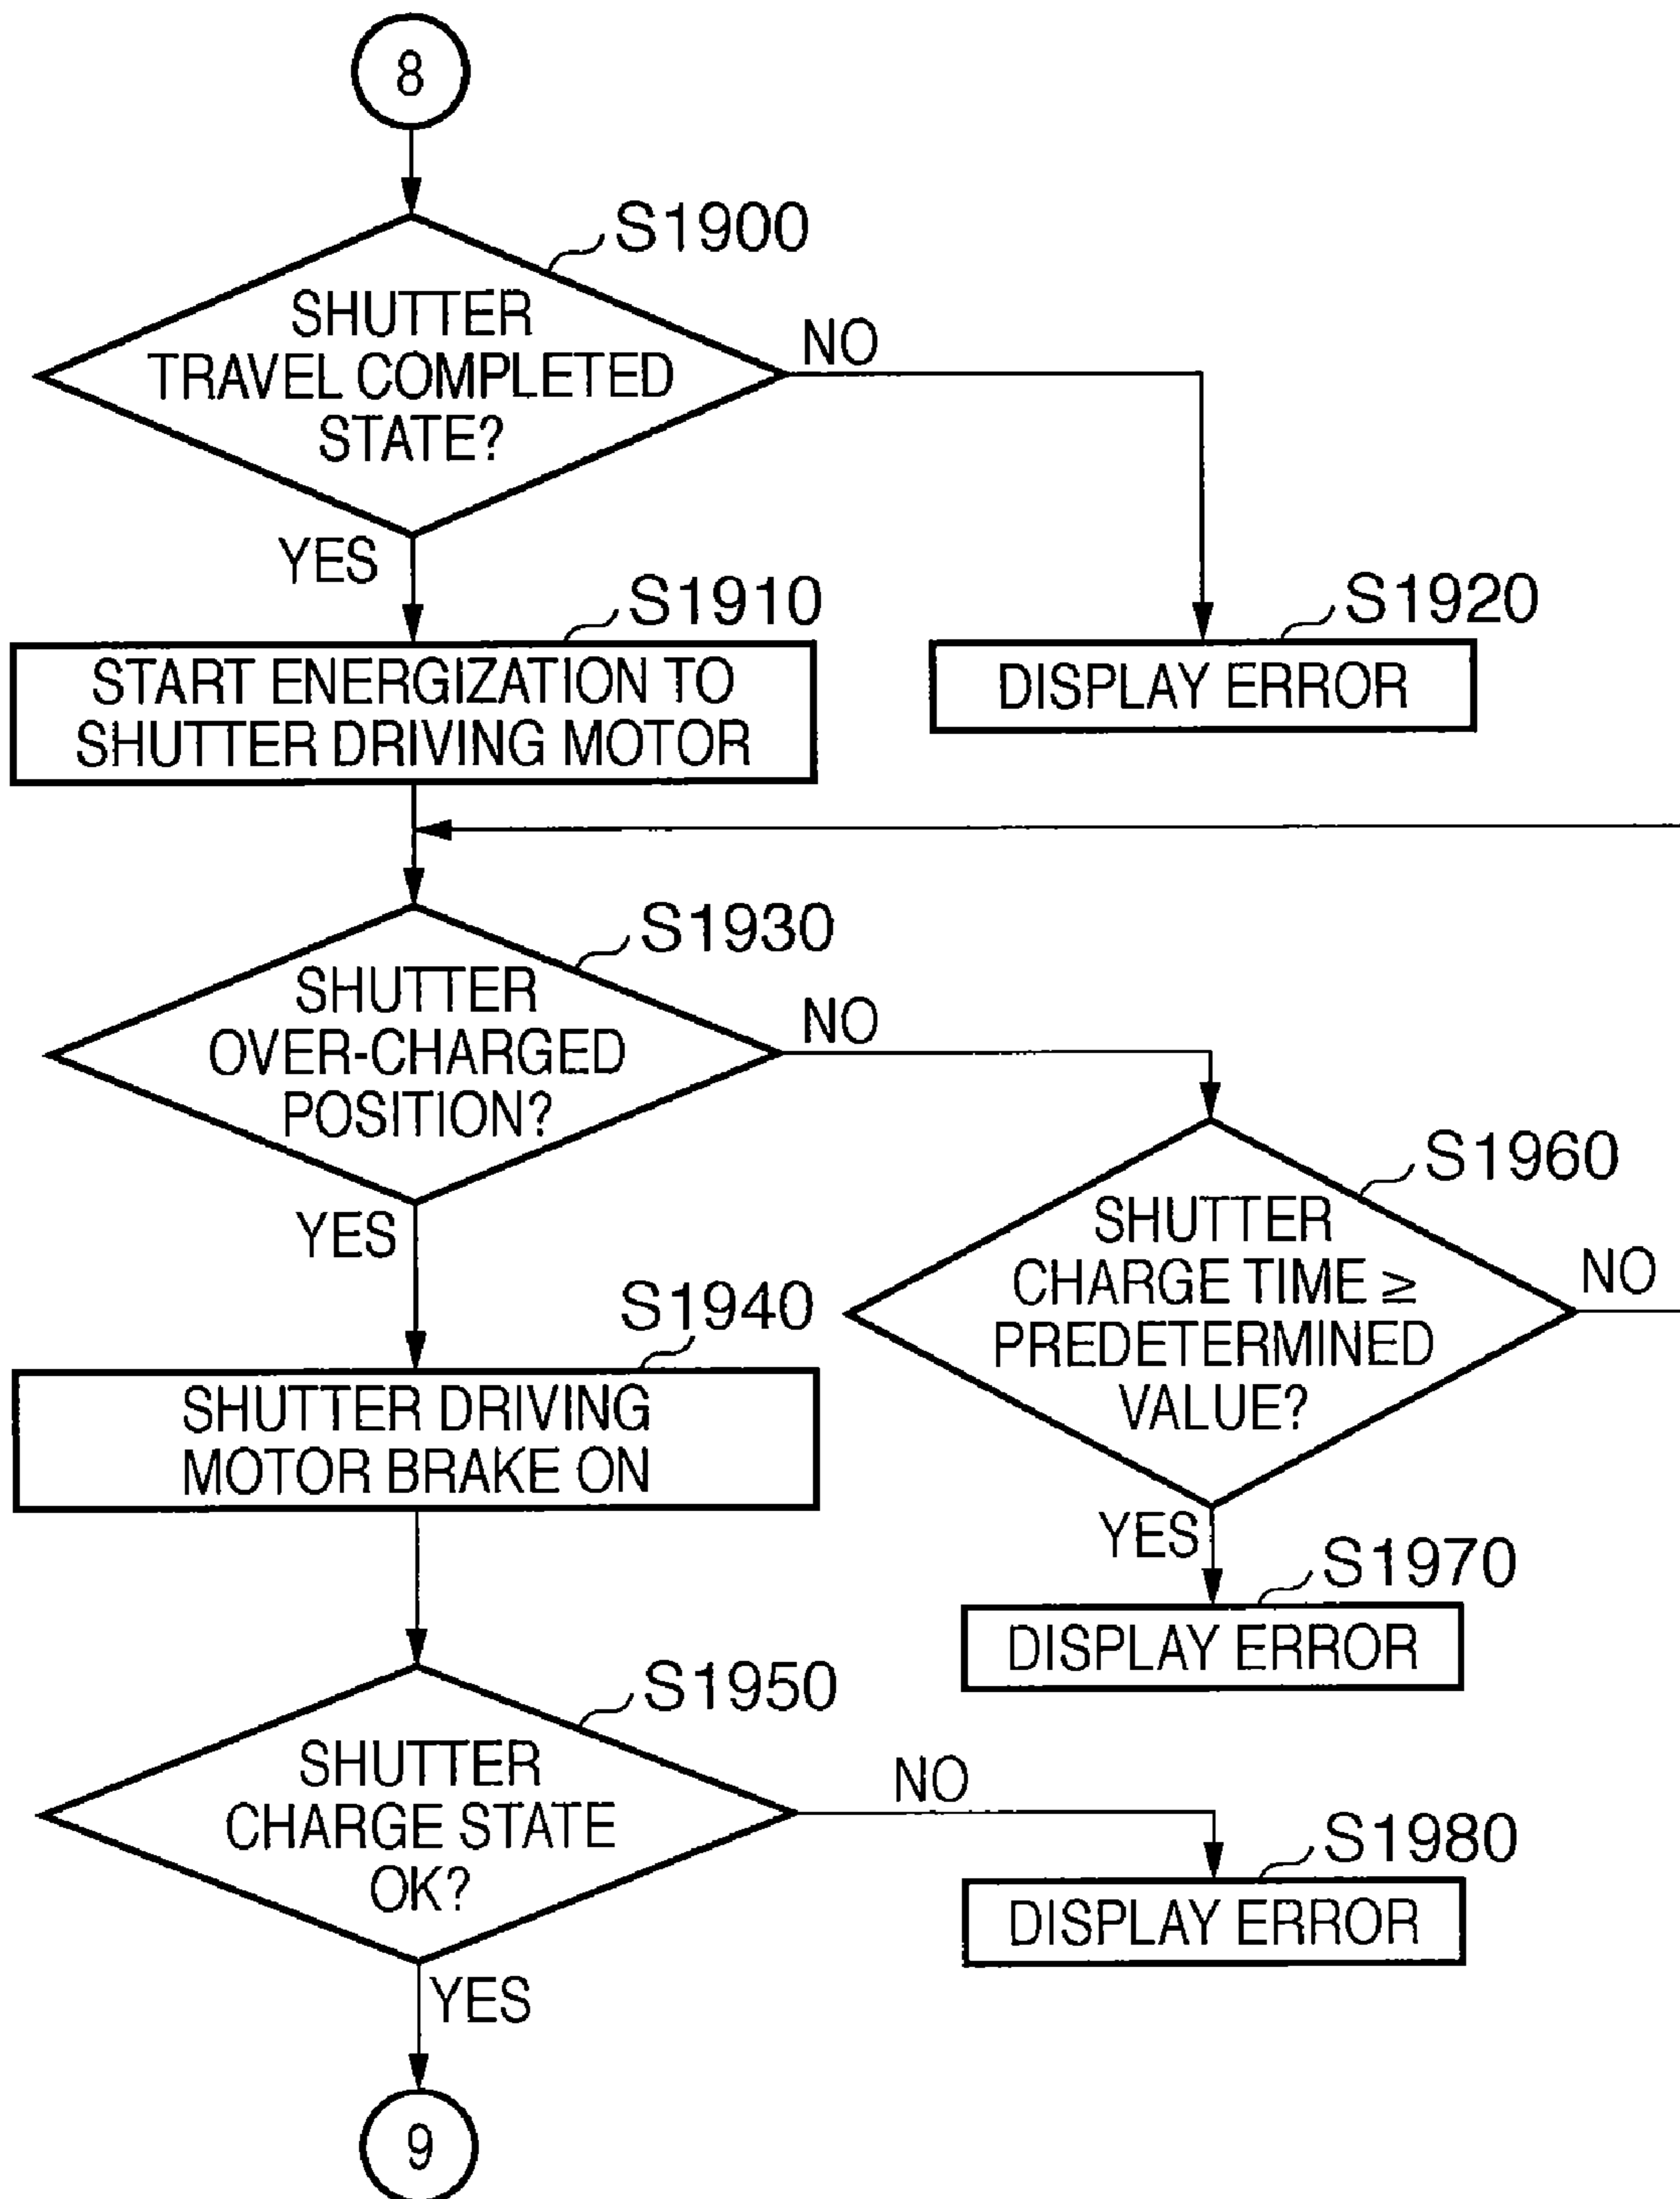 8
S1900
SHUTTER
TRAVEL COMPLETED
STATE?
NO
YES
S1910
START ENERGIZATION TO
SHUTTER DRIVING MOTOR
S1920
DISPLAY ERROR
S1930
SHUTTER
OVER-CHARGED
POSITION?
NO
YES
S1960
SHUTTER
CHARGE TIME ≥
PREDETERMINED
VALUE?
NO
YES
S1940
SHUTTER DRIVING
MOTOR BRAKE ON
S1970
DISPLAY ERROR
S1950
SHUTTER
CHARGE STATE
OK?
NO
YES
S1980
DISPLAY ERROR
9